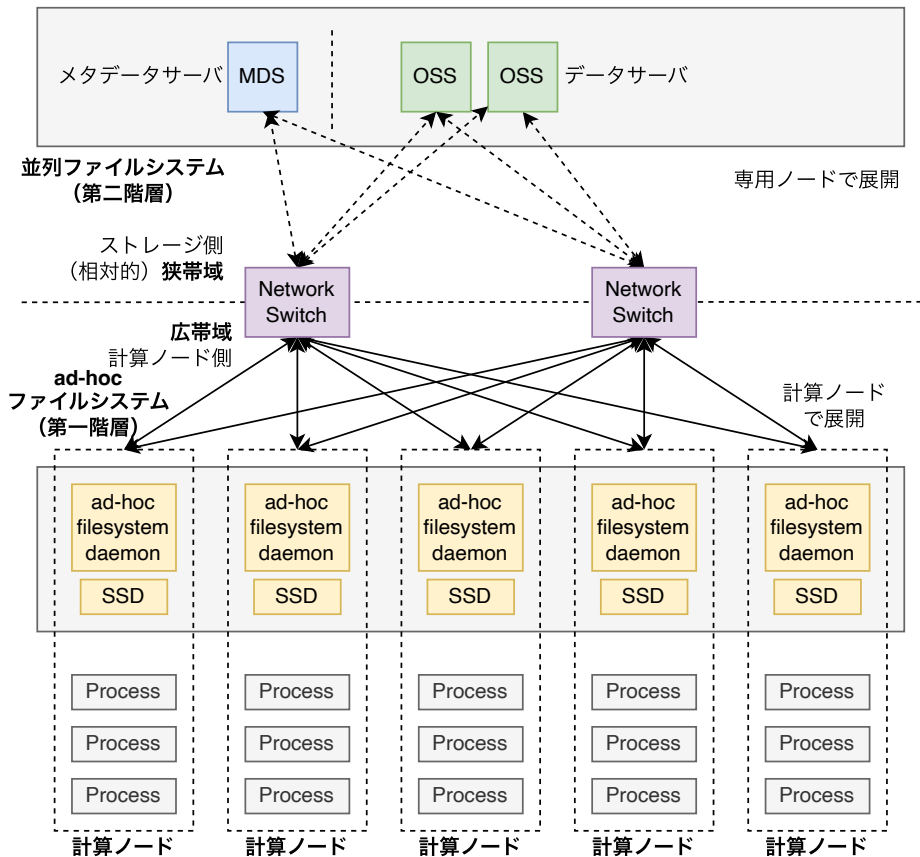 メタデータサーバ MDS OSS OSS データサーバ
並列ファイルシステム
（第二階層）
専用ノードで展開
ストレージ側
（相対的）狭帯域
Network
Switch
Network
Switch
広帯域
計算ノード側
ad-hoc
ファイルシステム
（第一階層）
計算ノード
で展開
ad-hoc
filesystem
daemon
SSD
ad-hoc
filesystem
daemon
SSD
ad-hoc
filesystem
daemon
SSD
ad-hoc
filesystem
daemon
SSD
ad-hoc
filesystem
daemon
SSD
Process Process Process Process Process
Process Process Process Process Process
Process Process Process Process Process
計算ノード 計算ノード 計算ノード 計算ノード 計算ノード